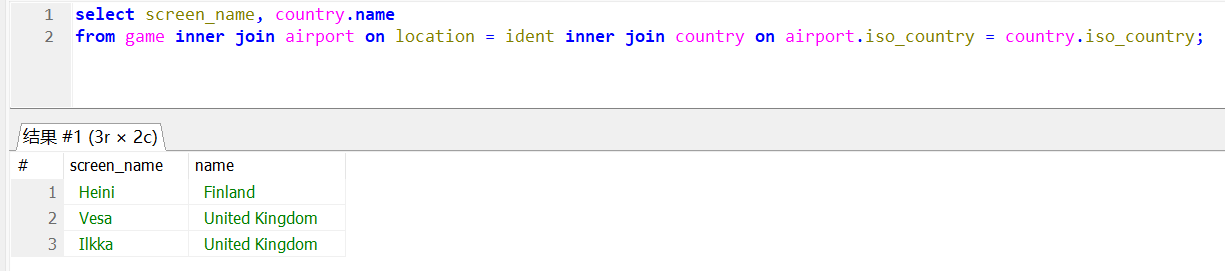 1 select screen_name, country.name
2 from game inner join airport on location = ident inner join country on airport.iso_country = country.iso_country;
结果 #1 (3r × 2c)
# screen_name name
1 Heini Finland
2 Vesa United Kingdom
3 Ilkka United Kingdom